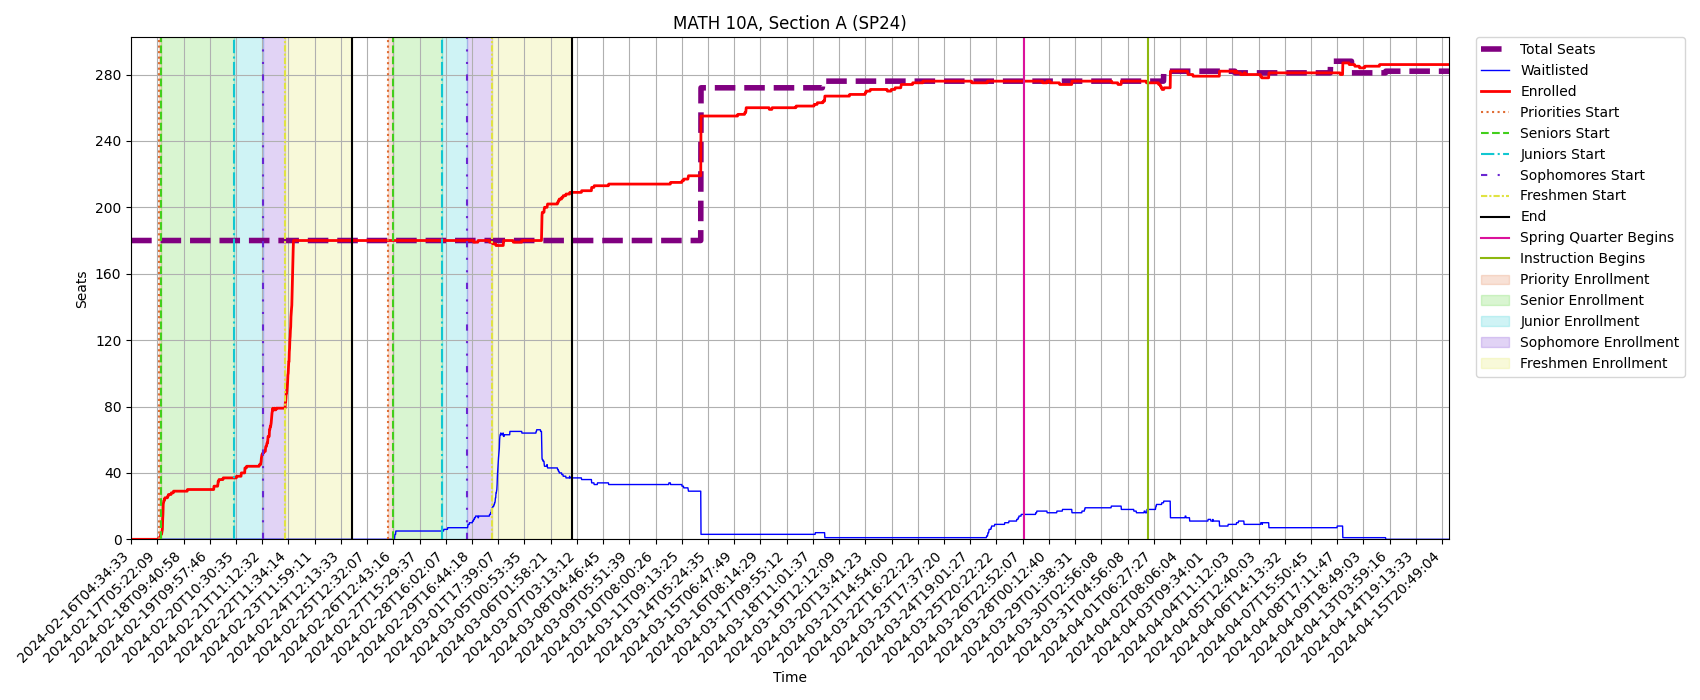 MATH 10A, Section A (SP24)
Seats
280
240
200
160
120
80
40
0
2024-02-16T04:34:33
2024-02-17T05:22:09
2024-02-18T09:40:58
2024-02-19T09:57:46
2024-02-20T10:30:35
2024-02-21T11:12:32
2024-02-22T11:34:14
2024-02-23T11:59:11
2024-02-24T12:13:33
2024-02-25T12:32:07
2024-02-26T12:43:16
2024-02-27T15:29:37
2024-02-28T16:02:07
2024-02-29T16:44:18
2024-03-01T17:39:07
2024-03-05T00:53:35
2024-03-06T01:58:21
2024-03-07T03:13:12
2024-03-08T04:46:45
2024-03-09T05:51:39
2024-03-10T08:00:26
2024-03-11T09:13:25
2024-03-14T05:24:35
2024-03-15T06:47:49
2024-03-16T08:14:29
2024-03-17T09:55:12
2024-03-18T11:01:37
2024-03-19T12:12:09
2024-03-20T13:41:23
2024-03-21T14:54:00
2024-03-22T16:22:22
2024-03-23T17:37:20
2024-03-24T19:01:27
2024-03-25T20:22:22
2024-03-26T22:52:07
2024-03-28T00:12:40
2024-03-29T01:38:31
2024-03-30T02:56:08
2024-03-31T04:56:08
2024-04-01T06:27:27
2024-04-02T08:06:04
2024-04-03T09:34:01
2024-04-04T11:12:03
2024-04-05T12:40:03
2024-04-06T14:13:32
2024-04-07T15:50:45
2024-04-08T17:11:47
2024-04-09T18:49:03
2024-04-13T03:59:16
2024-04-14T19:13:33
2024-04-15T20:49:04
Time
Total Seats
Waitlisted
Enrolled
Priorities Start
Seniors Start
Juniors Start
Sophomores Start
Freshmen Start
End
Spring Quarter Begins
Instruction Begins
Priority Enrollment
Senior Enrollment
Junior Enrollment
Sophomore Enrollment
Freshmen Enrollment